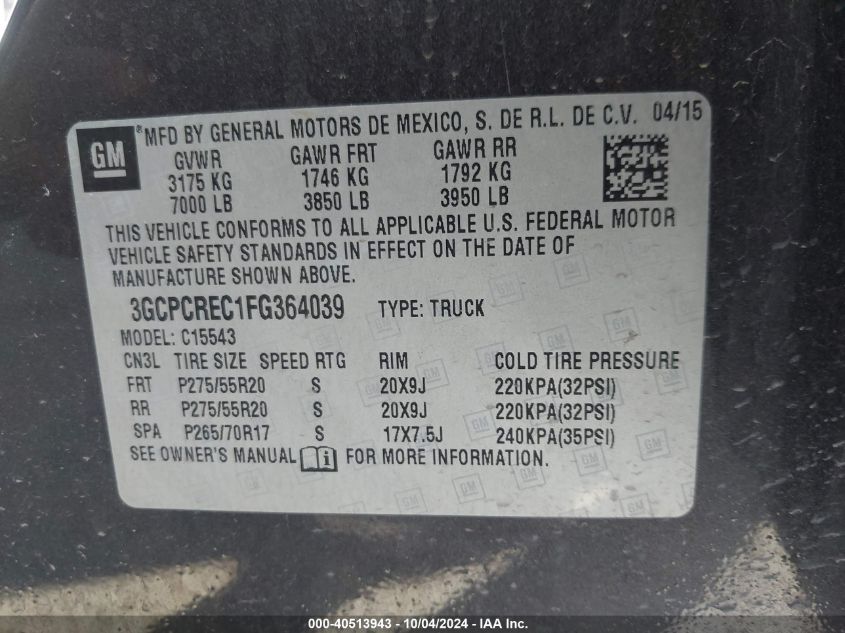 GM
® MFD BY GENERAL MOTORS DE MEXICO, S. DE R.L. DE C.V. 04/15
GVWR GAWR FRT GAWR RR
3175 KG 1746 KG 1792 KG
7000 LB 3850 LB 3950 LB
THIS VEHICLE CONFORMS TO ALL APPLICABLE U.S. FEDERAL MOTOR
VEHICLE SAFETY STANDARDS IN EFFECT ON THE DATE OF
MANUFACTURE SHOWN ABOVE.
3GCPCREC1FG364039 TYPE: TRUCK
MODEL: C15543
CN3L TIRE SIZE SPEED RTG RIM COLD TIRE PRESSURE
FRT P275/55R20 S 20X9J 220KPA(32PSI)
RR P275/55R20 S 20X9J 220KPA(32PSI)
SPA P265/70R17 S 17X7.5J 240KPA(35PSI)
SEE OWNER'S MANUAL i FOR MORE INFORMATION.
000-40513943 - 10/04/2024 - IAA Inc.